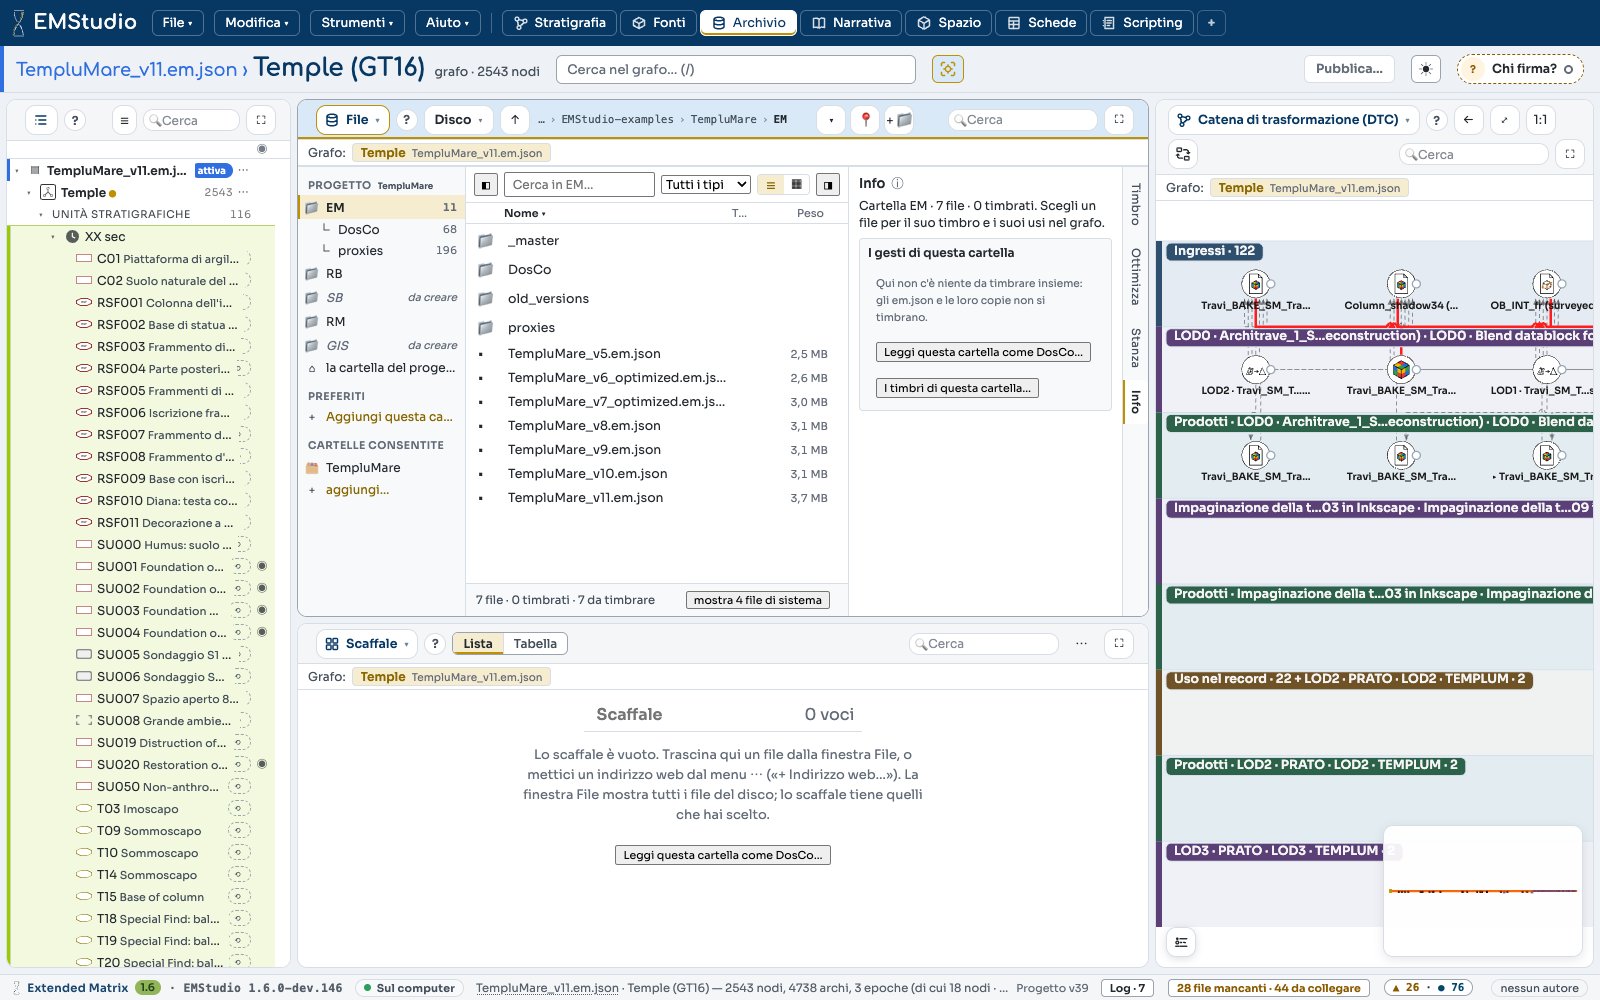 EMStudio File ▾ Modifica ▾ Strumenti ▾ Aiuto ▾ Stratigrafia Fonti Archivio Narrativa Spazio Schede Scripting +
TempluMare_v11.em.json › Temple (GT16) grafo · 2543 nodi Cerca nel grafo... (/) Pubblica... ? Chi firma?
? Cerca
TempluMare_v11.em.j... attiva ···
Temple 2543 ···
UNITÀ STRATIGRAFICHE 116
XX sec
C01 Piattaforma di argil...
C02 Suolo naturale del ...
RSF001 Colonna dell'i...
RSF002 Base di statua ...
RSF003 Frammento di...
RSF004 Parte posteri...
RSF005 Frammenti di ...
RSF006 Iscrizione fra...
RSF007 Frammento d...
RSF008 Frammento d'...
RSF009 Base con iscri...
RSF010 Diana: testa co...
RSF011 Decorazione a ...
SU000 Humus: suolo ...
SU001 Foundation o...
SU002 Foundation o...
SU003 Foundation ...
SU004 Foundation o...
SU005 Sondaggio S1 ...
SU006 Sondaggio S...
SU007 Spazio aperto 8...
SU008 Grande ambie...
SU019 Distruction of...
SU020 Restoration o...
SU050 Non-anthro...
T03 Imoscapo
T09 Sommoscapo
T10 Sommoscapo
T14 Sommoscapo
T15 Base of column
T18 Special Find: bal...
T19 Special Find: bal...
T20 Special Find: bal...
File ▾ ? Disco ▾ ↑ … › EMStudio-examples › TempluMare › EM ▾ + Cerca
Grafo: Temple TempluMare_v11.em.json
PROGETTO TempluMare
EM 11
DosCo 68
proxies 196
RB
SB da creare
RM
GIS da creare
la cartella del proge...
PREFERITI
+ Aggiungi questa ca...
CARTELLE CONSENTITE
TempluMare
+ aggiungi...
Cerca in EM... Tutti i tipi
Nome ▾ T... Peso
_master
DosCo
old_versions
proxies
TempluMare_v5.em.json 2,5 MB
TempluMare_v6_optimized.em.js... 2,6 MB
TempluMare_v7_optimized.em.js... 3,0 MB
TempluMare_v8.em.json 3,1 MB
TempluMare_v9.em.json 3,1 MB
TempluMare_v10.em.json 3,1 MB
TempluMare_v11.em.json 3,7 MB
7 file · 0 timbrati · 7 da timbrare mostra 4 file di sistema
Info ⓘ
Cartella EM · 7 file · 0 timbrati. Scegli un
file per il suo timbro e i suoi usi nel grafo.
I gesti di questa cartella
Qui non c'è niente da timbrare insieme:
gli em.json e le loro copie non si
timbrano.
Leggi questa cartella come DosCo...
I timbri di questa cartella...
Timbro
Ottimizza
Stanza
Info
Scaffale ▾ ? Lista Tabella Cerca ···
Grafo: Temple TempluMare_v11.em.json
Scaffale 0 voci
Lo scaffale è vuoto. Trascina qui un file dalla finestra File, o
mettici un indirizzo web dal menu ··· («+ Indirizzo web...»). La
finestra File mostra tutti i file del disco; lo scaffale tiene quelli
che hai scelto.
Leggi questa cartella come DosCo...
Catena di trasformazione (DTC) ▾ ? ← 1:1
Cerca
Grafo: Temple TempluMare_v11.em.json
Ingressi · 122
Travi_BAKE_SM_Tra... Column_shadow34 (... OB_INT_fr (surveyed
LOD0 · Architrave_1_S...econstruction) · LOD0 · Blend datablock fo
LOD2 · Travi_SM_T...... Travi_BAKE_SM_Tra... LOD1 · Travi_SM_T...s
Prodotti · LOD0 · Architrave_1_S...econstruction) · LOD0 · Blend da
Travi_BAKE_SM_Tra... Travi_BAKE_SM_Tra... Travi_BAKE_SM_Tr
Impaginazione della t...03 in Inkscape · Impaginazione della t...09
Prodotti · Impaginazione della t...03 in Inkscape · Impaginazione d
Uso nel record · 22 + LOD2 · PRATO · LOD2 · TEMPLUM · 2
Prodotti · LOD2 · PRATO · LOD2 · TEMPLUM · 2
LOD3 · PRATO · LOD3 · TEMPLUM · 2
Extended Matrix 1.6 · EMStudio 1.6.0-dev.146 Sul computer TempluMare_v11.em.json · Temple (GT16) — 2543 nodi, 4738 archi, 3 epoche (di cui 18 nodi · ... Progetto v39 Log · 7 28 file mancanti · 44 da collegare ▲ 26 · ● 76 nessun autore